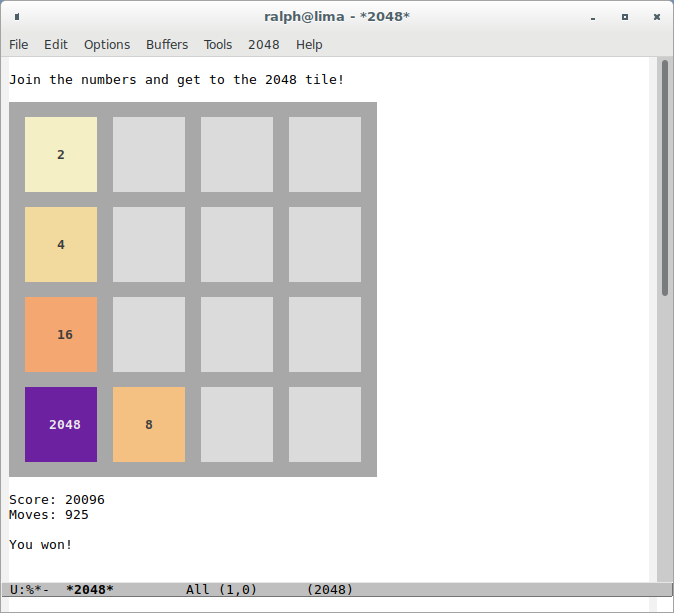 ralph@lima - *2048*
File Edit Options Buffers Tools 2048 Help
Join the numbers and get to the 2048 tile!
2
4
16
2048 8
Score: 20096
Moves: 925
You won!
U:%*- *2048* All (1,0) (2048)